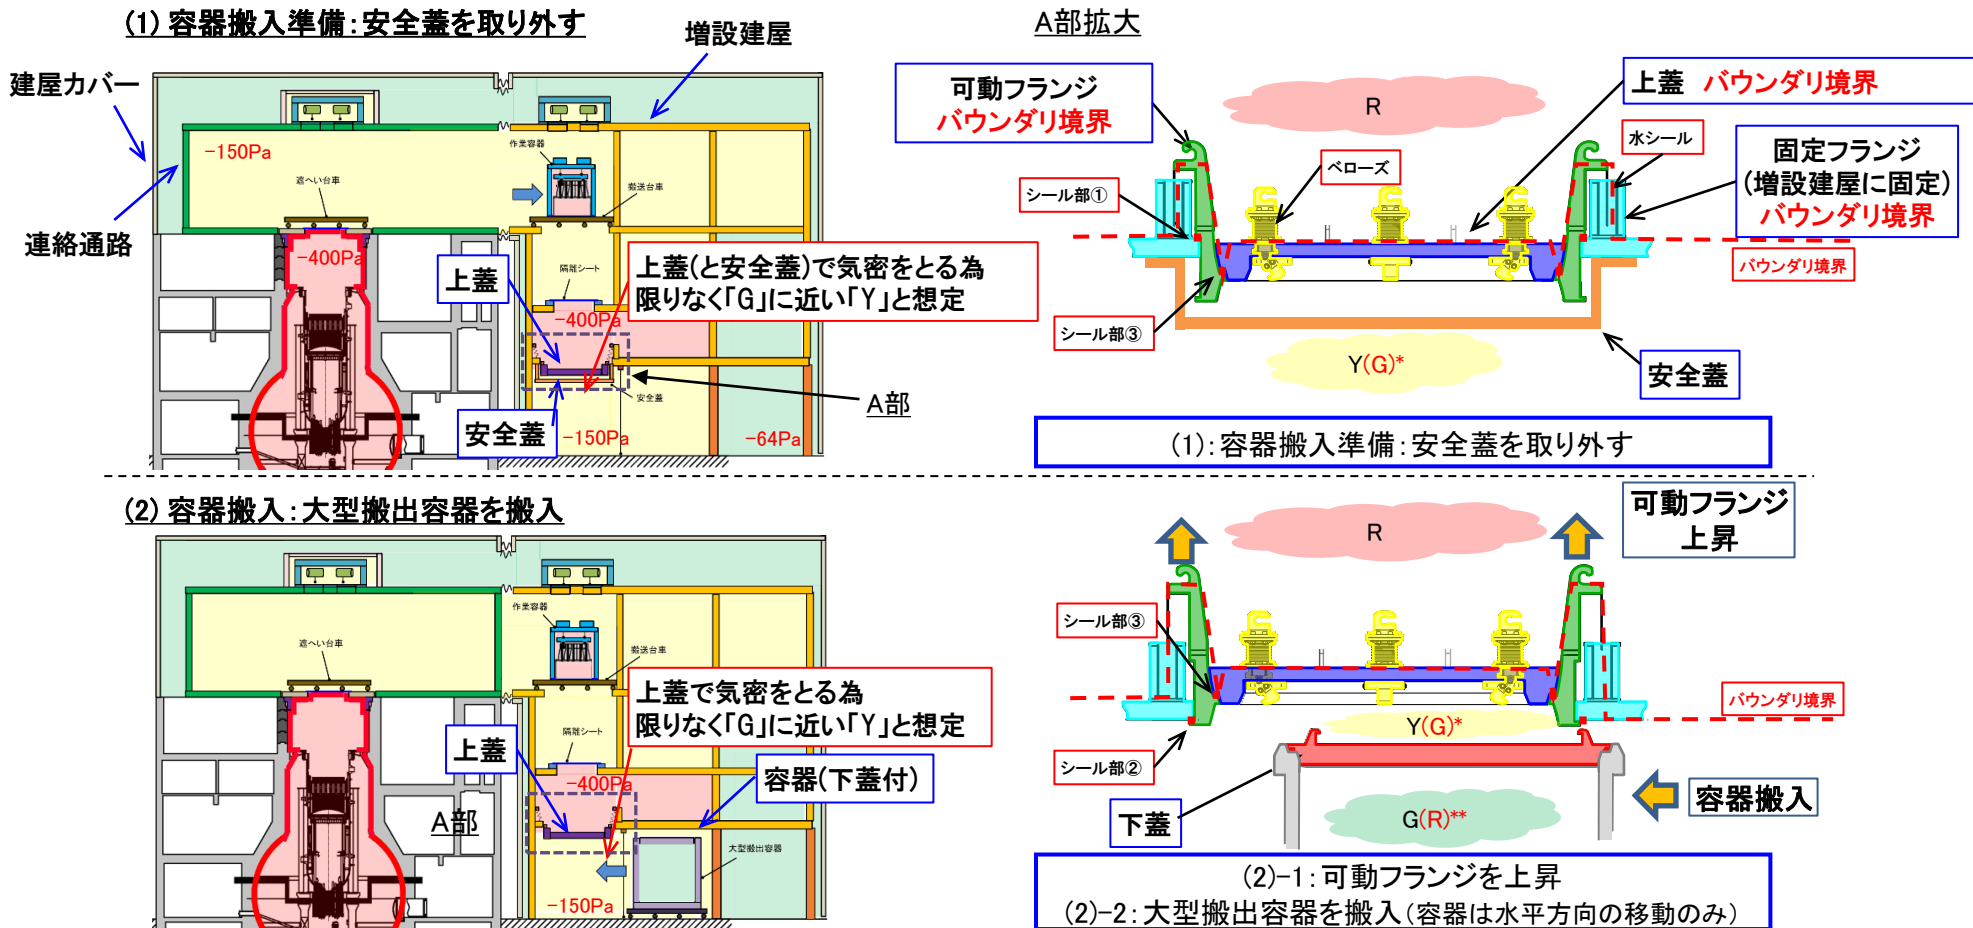 (1) 容器搬入準備：安全蓋を取り外す
増設建屋
建屋カバー
連絡通路
-150Pa
遮へい台車
作業容器
搬送台車
-400Pa
隔離シート
上蓋
上蓋(と安全蓋)で気密をとる為
限りなく「G」に近い「Y」と想定
-400Pa
安全蓋
安全蓋
-150Pa
-64Pa
A部
A部拡大
可動フランジ
バウンダリ境界
R
上蓋 バウンダリ境界
水シール
固定フランジ
(増設建屋に固定)
バウンダリ境界
ベローズ
シール部①
バウンダリ境界
シール部③
Y(G)*
安全蓋
(1)：容器搬入準備：安全蓋を取り外す
(2) 容器搬入：大型搬出容器を搬入
遮へい台車
作業容器
搬送台車
隔離シート
上蓋で気密をとる為
限りなく「G」に近い「Y」と想定
上蓋
-400Pa
容器(下蓋付)
A部
大型搬出容器
-150Pa
可動フランジ
上昇
R
シール部③
バウンダリ境界
Y(G)*
シール部②
下蓋
容器搬入
G(R)**
(2)-1：可動フランジを上昇
(2)-2：大型搬出容器を搬入(容器は水平方向の移動のみ)